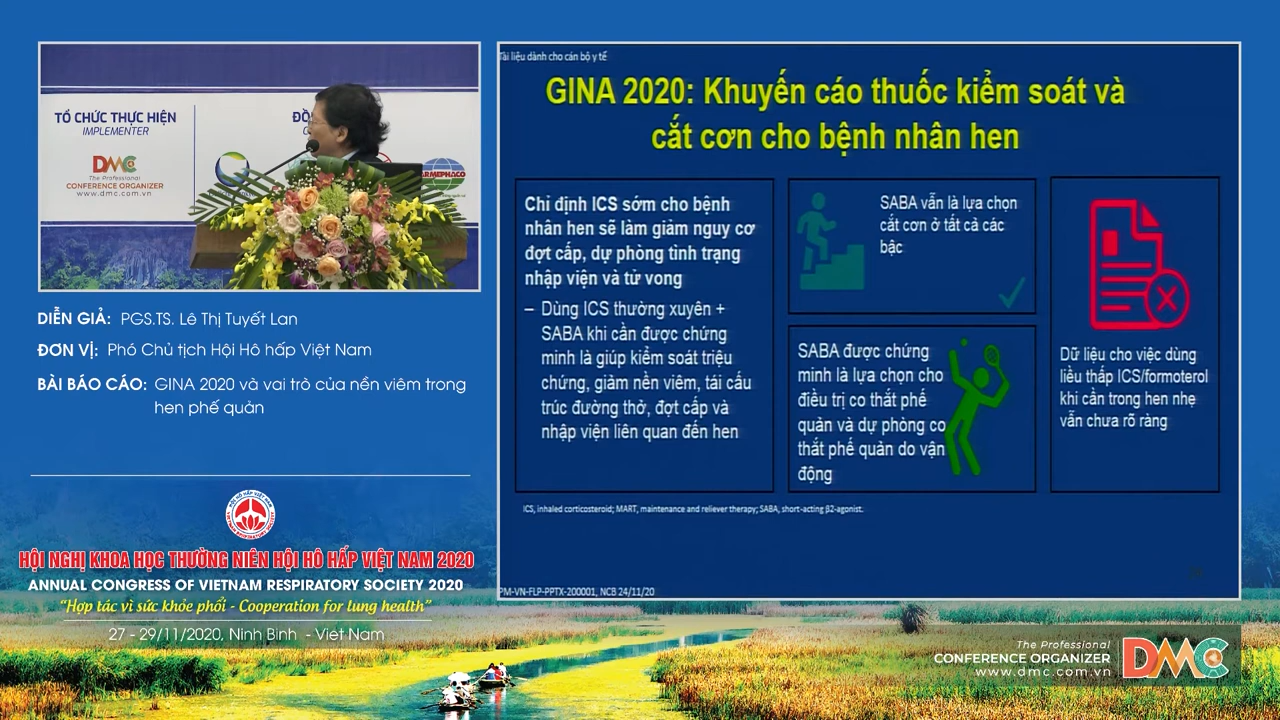 TỔ CHỨC THỰC HIỆN
IMPLEMENTER
DMC
The Professional
CONFERENCE ORGANIZER
www.dmc.com.vn
DIỄN GIẢ: PGS.TS. Lê Thị Tuyết Lan
ĐƠN VỊ: Phó Chủ tịch Hội Hô hấp Việt Nam
BÀI BÁO CÁO: GINA 2020 và vai trò của nền viêm trong
hen phế quản
HỘI NGHỊ KHOA HỌC THƯỜNG NIÊN HỘI HÔ HẤP VIỆT NAM 2020
ANNUAL CONGRESS OF VIETNAM RESPIRATORY SOCIETY 2020
“Hợp tác vì sức khỏe phổi - Cooperation for lung health”
27 - 29/11/2020, Ninh Bình - Việt Nam
Tài liệu dành cho cán bộ y tế
GINA 2020: Khuyến cáo thuốc kiểm soát và
cắt cơn cho bệnh nhân hen
Chỉ định ICS sớm cho bệnh
nhân hen sẽ làm giảm nguy cơ
đợt cấp, dự phòng tình trạng
nhập viện và tử vong
– Dùng ICS thường xuyên +
SABA khi cần được chứng
minh là giúp kiểm soát triệu
chứng, giảm nền viêm, tái cấu
trúc đường thở, đợt cấp và
nhập viện liên quan đến hen
SABA vẫn là lựa chọn
cắt cơn ở tất cả các
bậc
SABA được chứng
minh là lựa chọn cho
điều trị co thắt phế
quản và dự phòng co
thắt phế quản do vận
động
Dữ liệu cho việc dùng
liều thấp ICS/formoterol
khi cần trong hen nhẹ
vẫn chưa rõ ràng
ICS, inhaled corticosteroid; MART, maintenance and reliever therapy; SABA, short-acting β2-agonist.
PM-VN-FLP-PPTX-200001, NCB 24/11/20
The Professional
CONFERENCE ORGANIZER
www.dmc.com.vn
DMC